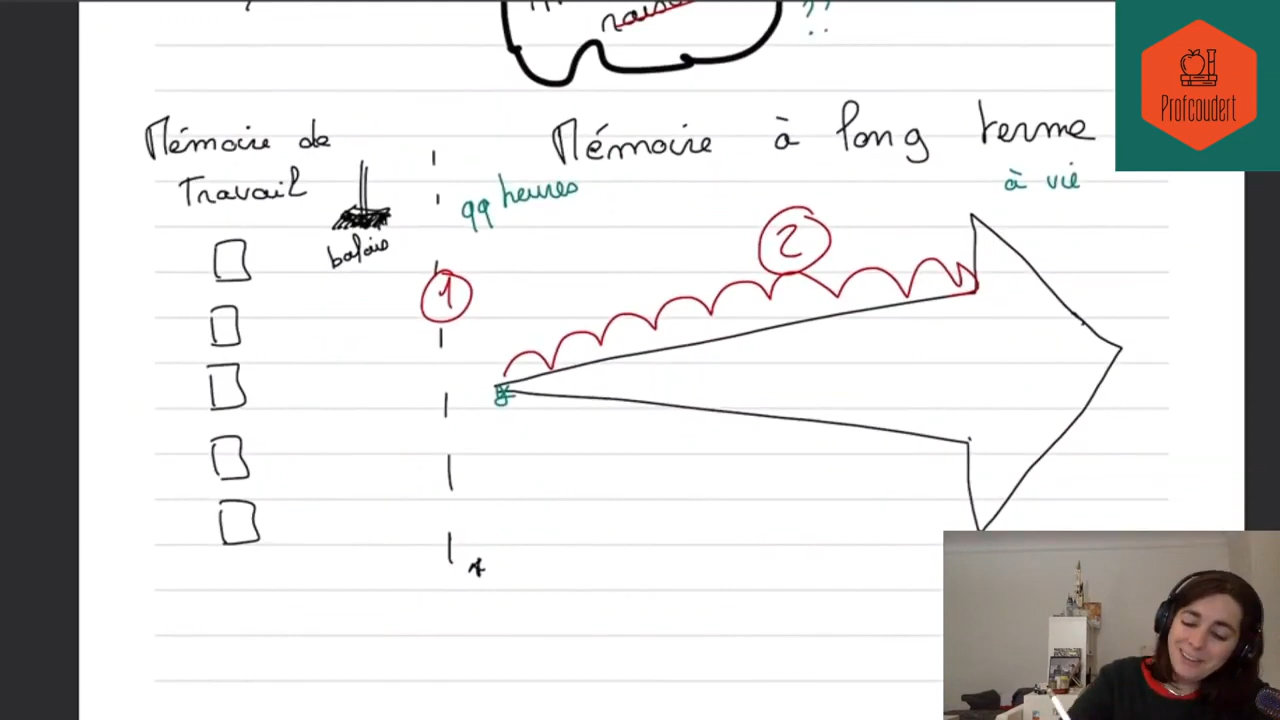 ??
Profcoudert
Mémoire de
Travail
balais
99 heures
Mémoire à long terme
à vie
1
2